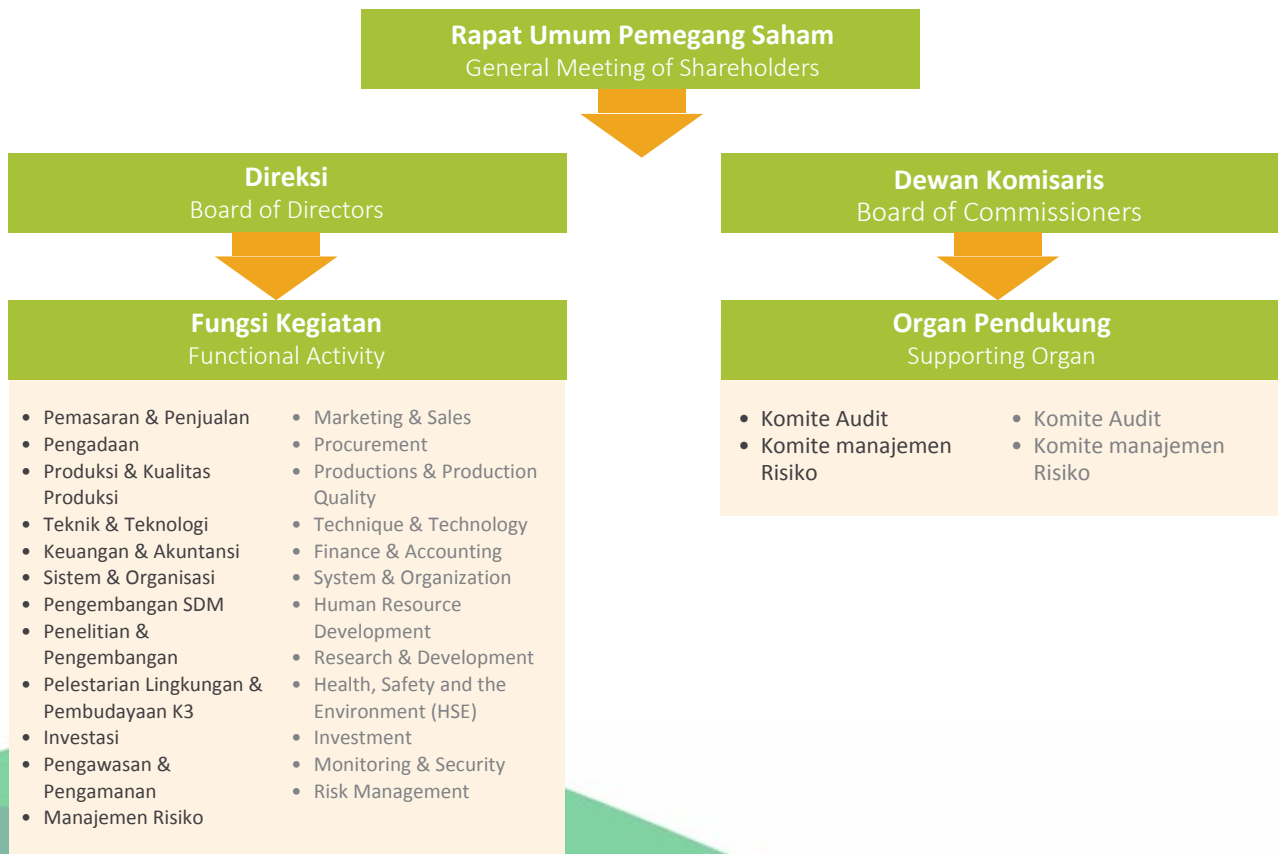 Rapat Umum Pemegang Saham
General Meeting of Shareholders
Direksi
Board of Directors
Dewan Komisaris
Board of Commissioners
Fungsi Kegiatan
Functional Activity
• Pemasaran & Penjualan
• Pengadaan
• Produksi & Kualitas
Produksi
• Teknik & Teknologi
• Keuangan & Akuntansi
• Sistem & Organisasi
• Pengembangan SDM
• Penelitian &
Pengembangan
• Pelestarian Lingkungan &
Pembudayaan K3
• Investasi
• Pengawasan &
Pengamanan
• Manajemen Risiko
• Marketing & Sales
• Procurement
• Productions & Production
Quality
• Technique & Technology
• Finance & Accounting
• System & Organization
• Human Resource
Development
• Research & Development
• Health, Safety and the
Environment (HSE)
• Investment
• Monitoring & Security
• Risk Management
Organ Pendukung
Supporting Organ
• Komite Audit
• Komite manajemen
Risiko
• Komite Audit
• Komite manajemen
Risiko